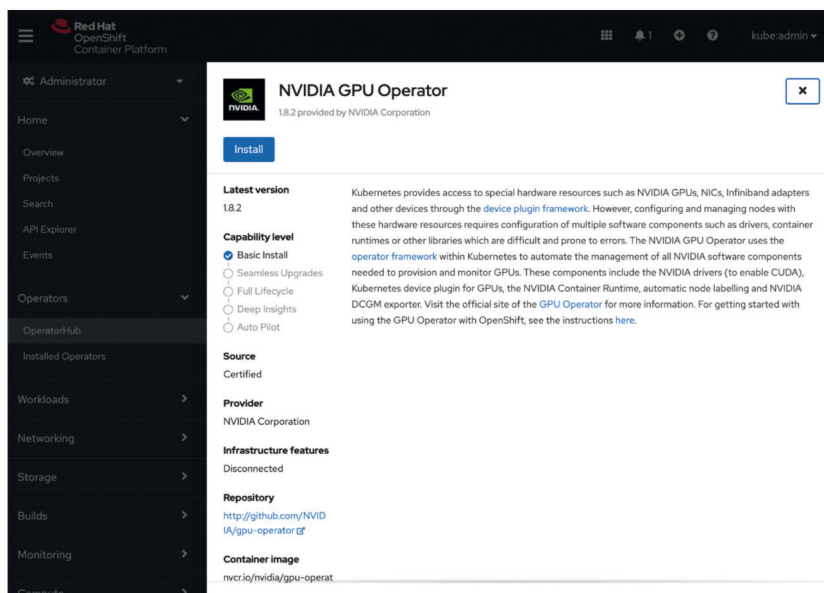 Red Hat
OpenShift
Container Platform
1
kube:admin
Administrator
Home
Overview
Projects
Search
API Explorer
Events
Operators
OperatorHub
Installed Operators
Workloads
Networking
Storage
Builds
Monitoring
Compute
NVIDIA.
NVIDIA GPU Operator
1.8.2 provided by NVIDIA Corporation
Install
Latest version
1.8.2
Capability level
Basic Install
Seamless Upgrades
Full Lifecycle
Deep Insights
Auto Pilot
Source
Certified
Provider
NVIDIA Corporation
Infrastructure features
Disconnected
Repository
http://github.com/NVID
IA/gpu-operator
Container image
nvcr.io/nvidia/gpu-operat
Kubernetes provides access to special hardware resources such as NVIDIA GPUs, NICs, Infiniband adapters
and other devices through the device plugin framework. However, configuring and managing nodes with
these hardware resources requires configuration of multiple software components such as drivers, container
runtimes or other libraries which are difficult and prone to errors. The NVIDIA GPU Operator uses the
operator framework within Kubernetes to automate the management of all NVIDIA software components
needed to provision and monitor GPUs. These components include the NVIDIA drivers (to enable CUDA),
Kubernetes device plugin for GPUs, the NVIDIA Container Runtime, automatic node labelling and NVIDIA
DCGM exporter. Visit the official site of the GPU Operator for more information. For getting started with
using the GPU Operator with OpenShift, see the instructions here.